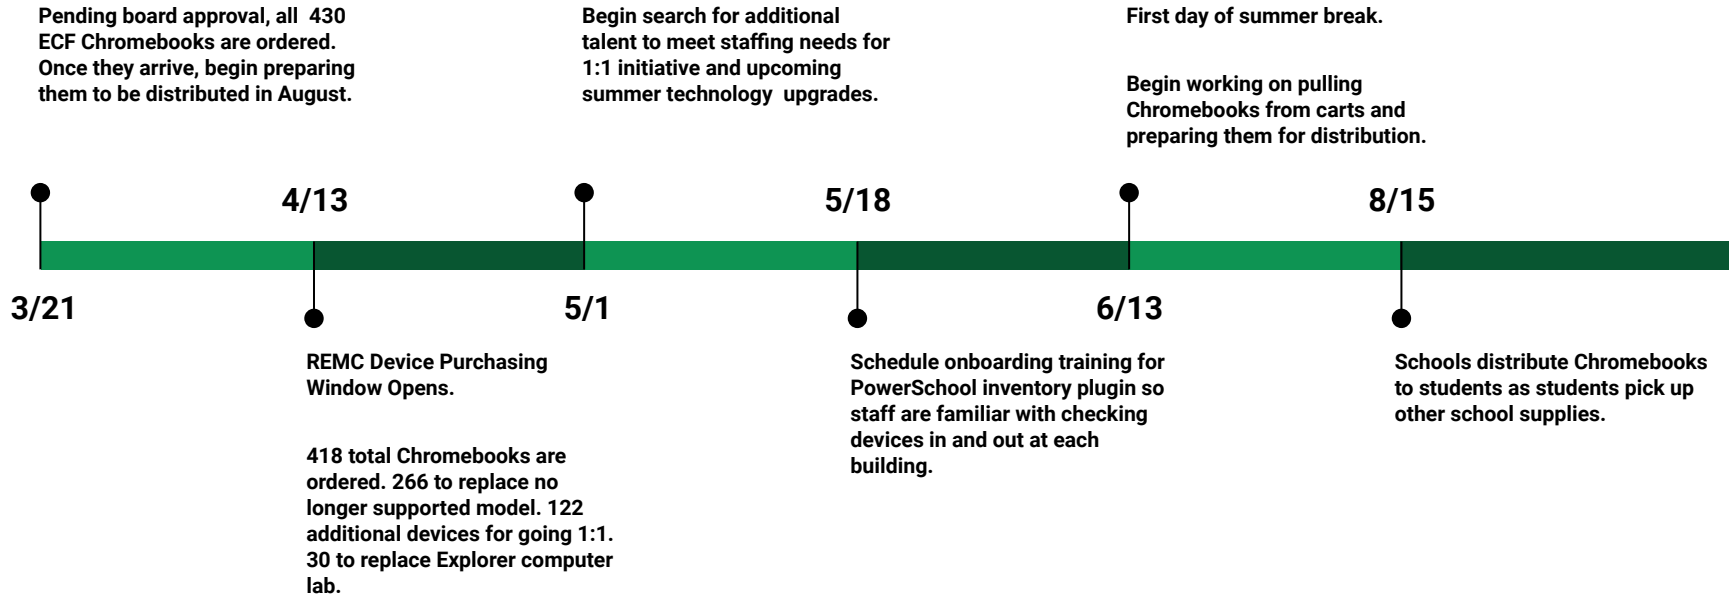 Pending board approval, all  430
ECF Chromebooks are ordered.
Once they arrive, begin preparing
them to be distributed in August.
3/21
4/13
REMC Device Purchasing
Window Opens.
418 total Chromebooks are
ordered. 266 to replace no
longer supported model. 122
additional devices for going 1:1.
30 to replace Explorer computer
lab.
Begin search for additional
talent to meet staffing needs for
1:1 initiative and upcoming
summer technology  upgrades.
5/1
5/18
Schedule onboarding training for
PowerSchool inventory plugin so
staff are familiar with checking
devices in and out at each
building.
First day of summer break.
Begin working on pulling
Chromebooks from carts and
preparing them for distribution.
6/13
8/15
Schools distribute Chromebooks
to students as students pick up
other school supplies.